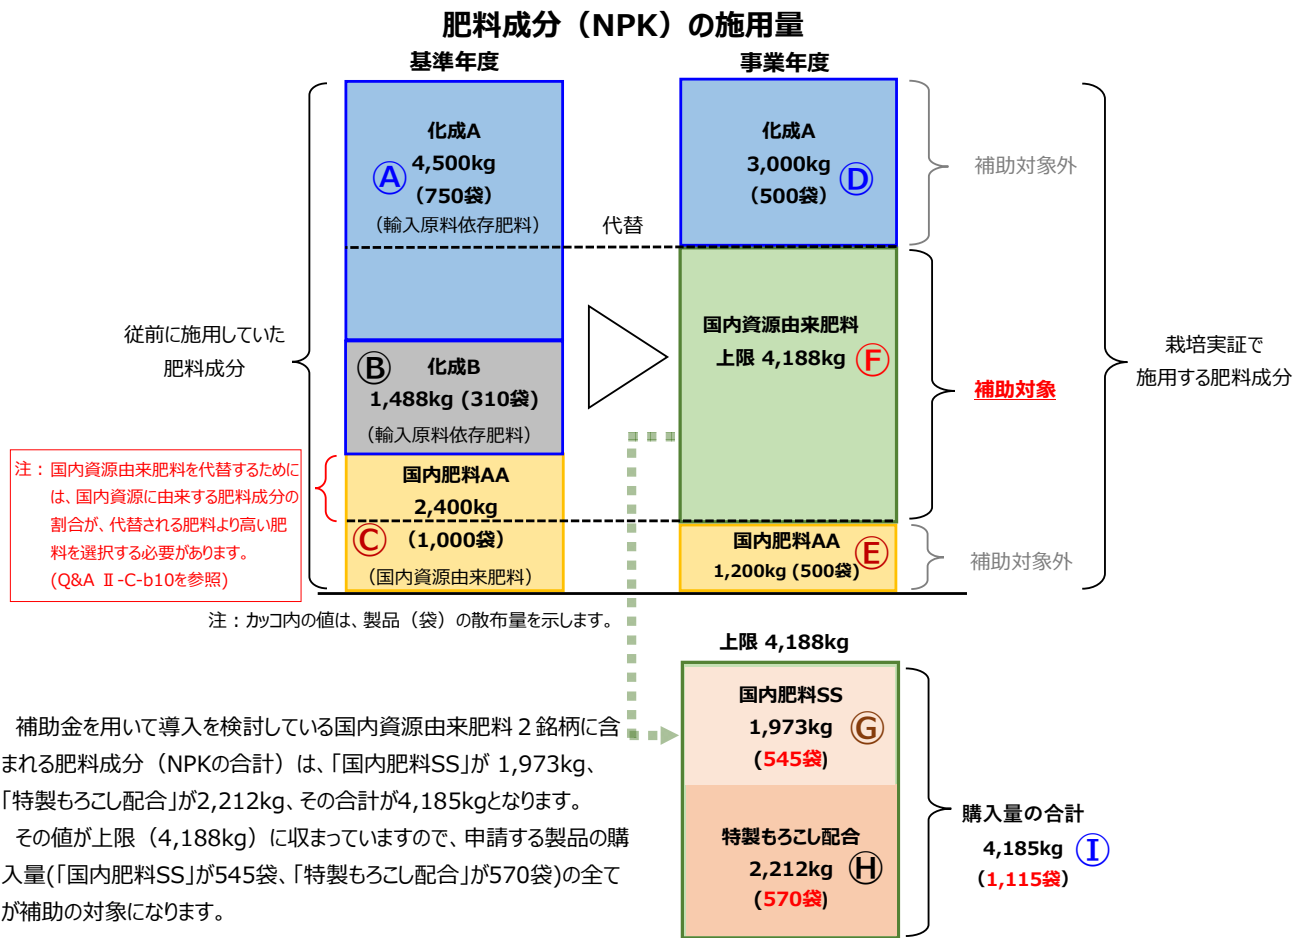 肥料成分（NPK）の施用量
基準年度
事業年度
化成A
4,500kg
Ⓐ
(750袋)
（輸入原料依存肥料）
代替
化成A
3,000kg
Ⓓ
（500袋）
補助対象外
従前に施用していた
肥料成分
Ⓑ
化成B
1,488kg (310袋)
（輸入原料依存肥料）
国内資源由来肥料
上限 4,188kg
Ⓕ
補助対象
栽培実証で
施用する肥料成分
注： 国内資源由来肥料を代替するために
は、国内資源に由来する肥料成分の
割合が、代替される肥料より高い肥
料を選択する必要があります。
(Q&A Ⅱ-C-b10を参照)
国内肥料AA
2,400kg
Ⓒ
(1,000袋)
（国内資源由来肥料）
国内肥料AA
1,200kg (500袋)
Ⓔ
補助対象外
注：カッコ内の値は、製品（袋）の散布量を示します。
上限 4,188kg
国内肥料SS
1,973kg
Ⓖ
(545袋)
特製もろこし配合
2,212kg
Ⓗ
(570袋)
購入量の合計
4,185kg
Ⓘ
（1,115袋）
補助金を用いて導入を検討している国内資源由来肥料２銘柄に含
まれる肥料成分（NPKの合計）は、「国内肥料SS」が 1,973kg、
「特製もろこし配合」が2,212kg、その合計が4,185kgとなります。
その値が上限（4,188kg）に収まっていますので、申請する製品の購
入量(「国内肥料SS」が545袋、「特製もろこし配合」が570袋)の全て
が補助の対象になります。